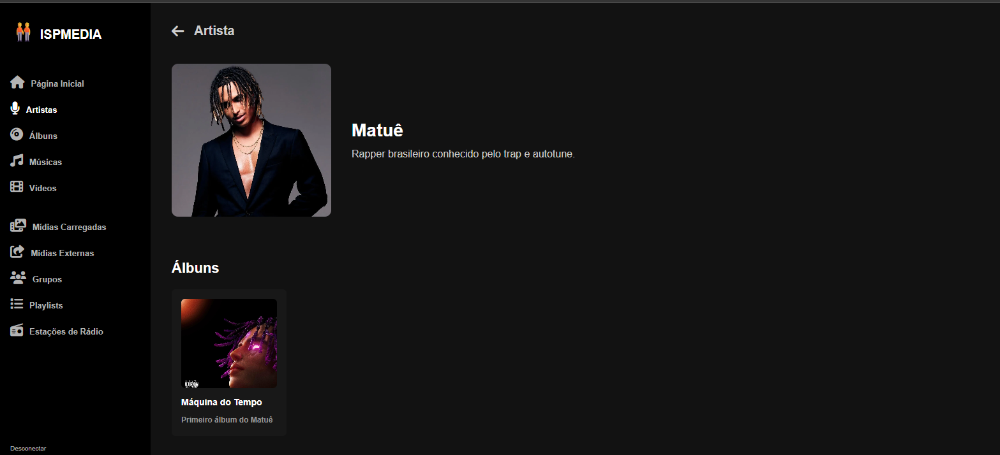 ISPMEDIA
Página Inicial
Artistas
Álbuns
Músicas
Vídeos
Mídias Carregadas
Mídias Externas
Grupos
Playlists
Estações de Rádio
Desconectar
Artista
Matuê
Rapper brasileiro conhecido pelo trap e autotune.
Álbuns
Máquina do Tempo
Primeiro álbum do Matuê